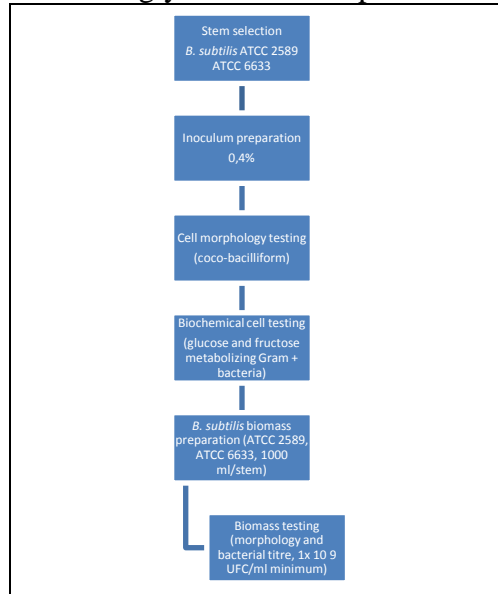 Stem selection
B. subtilis ATCC 2589
ATCC 6633
Inoculum preparation
0,4%
Cell morphology testing
(coco-bacilliform)
Biochemical cell testing
(glucose and fructose
metabolizing Gram +
bacteria)
B. subtilis biomass
preparation (ATCC 2589,
ATCC 6633, 1000
ml/stem)
Biomass testing
(morphology and
bacterial titre, 1x 10 9
UFC/ml minimum)